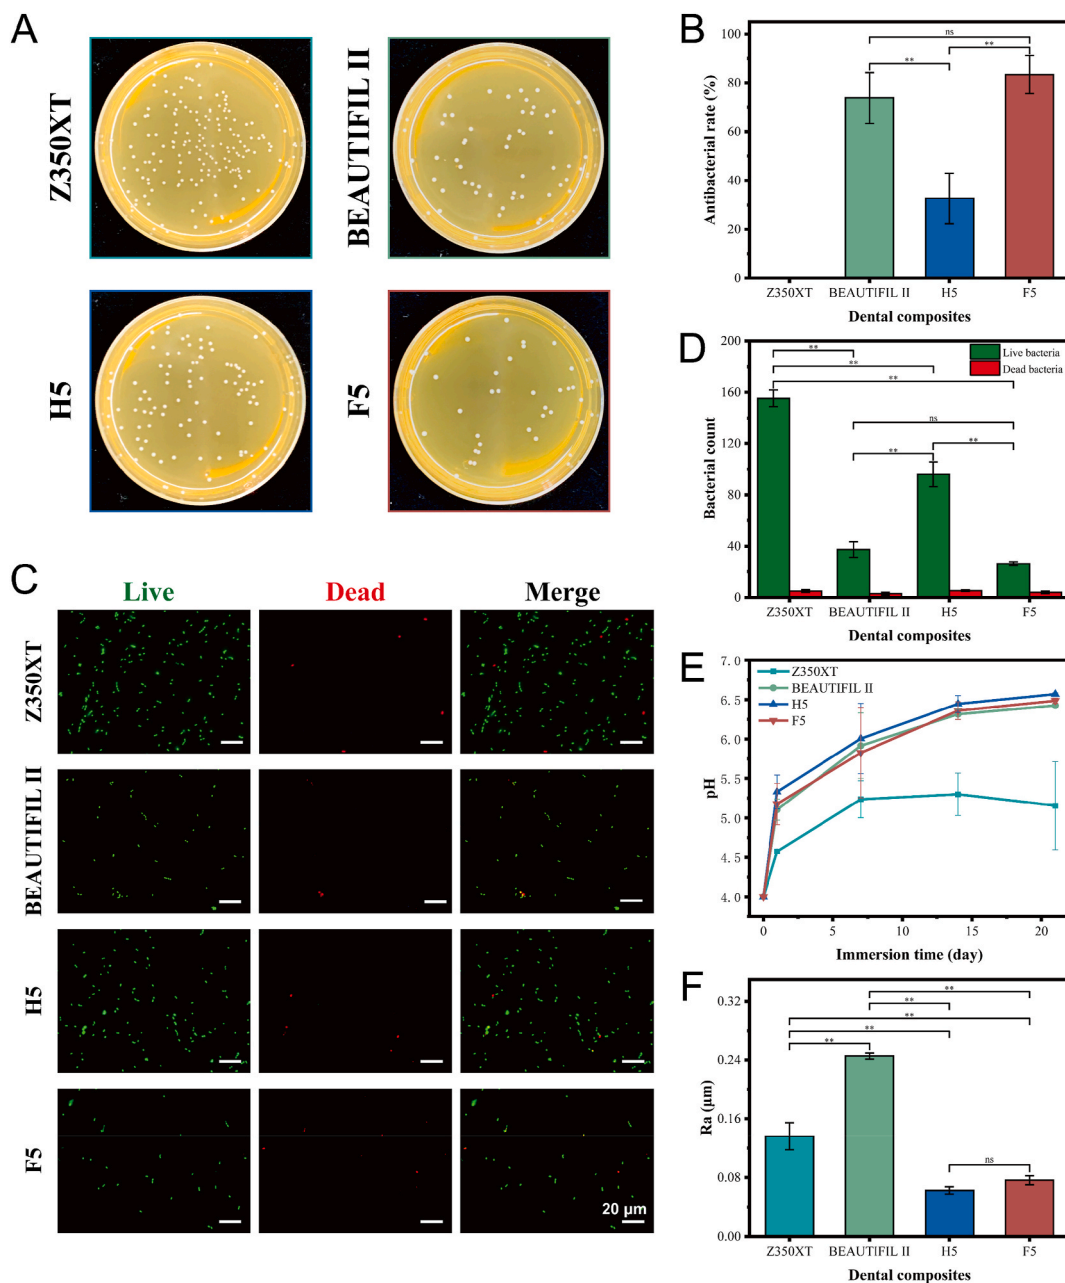 A
Z350XT
BEAUTIFIL II
H5
F5
B
Antibacterial rate (%)
100
80
60
40
20
0
ns
**
**
Z350XT BEAUTIFIL II H5 F5
Dental composites
C
Live Dead Merge
Z350XT
BEAUTIFIL II
H5
F5
20 μm
D
Bacterial count
200
160
120
80
40
0
Live bacteria
Dead bacteria
**
**
**
ns
**
**
Z350XT BEAUTIFIL II H5 F5
Dental composites
E
pH
7.0
6.5
6.0
5.5
5.0
4.5
4.0
Z350XT
BEAUTIFIL II
H5
F5
0 5 10 15 20
Immersion time (day)
F
Ra (μm)
0.32
0.24
0.16
0.08
0.00
**
**
**
**
**
ns
Z350XT BEAUTIFIL II H5 F5
Dental composites